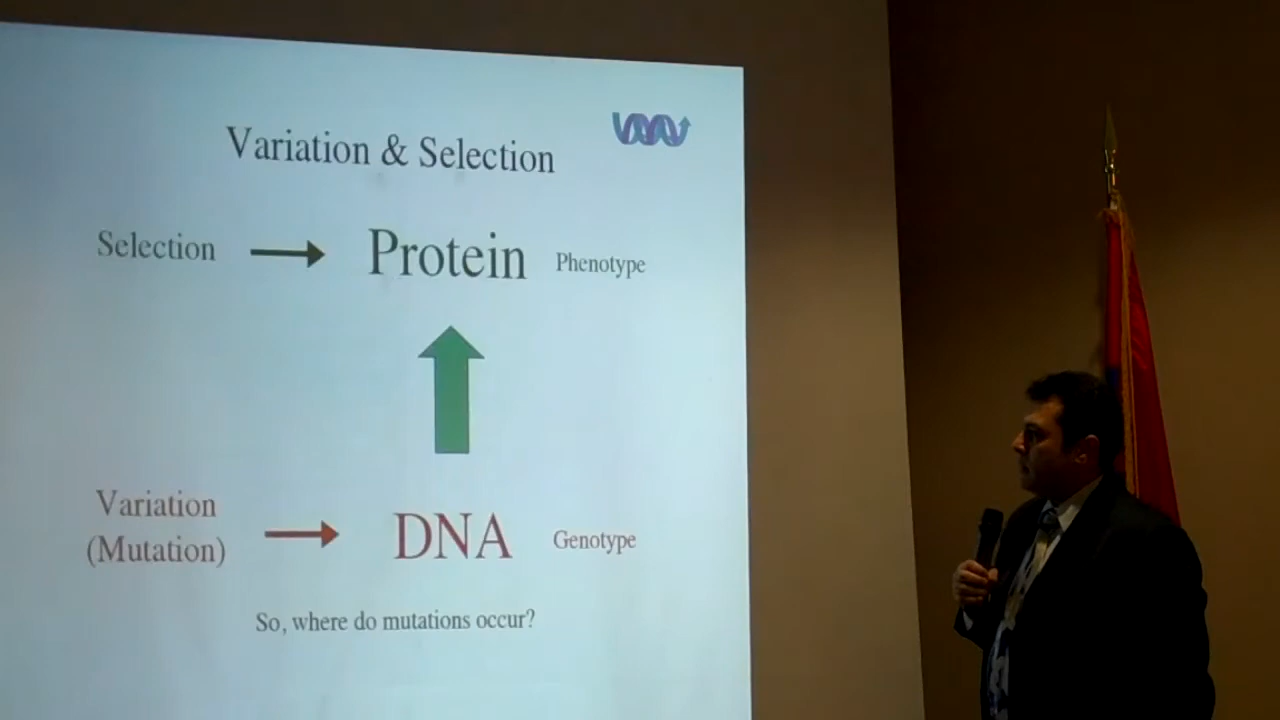 Variation & Selection
Selection
Protein
Phenotype
Variation
(Mutation)
DNA
Genotype
So, where do mutations occur?